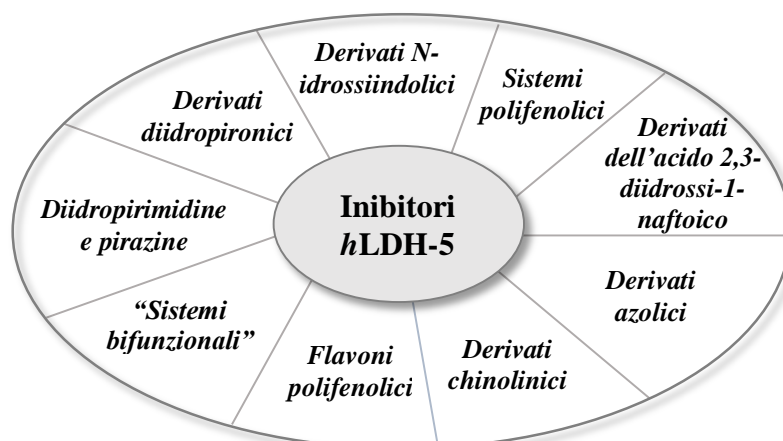 Derivati N-
idrossiindolici
Sistemi
polifenolici
Derivati
dell’acido 2,3-
diidrossi-1-
naftoico
Derivati
azolici
Derivati
chinolinici
Flavoni
polifenolici
“Sistemi
bifunzionali”
Diidropirimidine
e pirazine
Derivati
diidropironici
Inibitori
hLDH-5